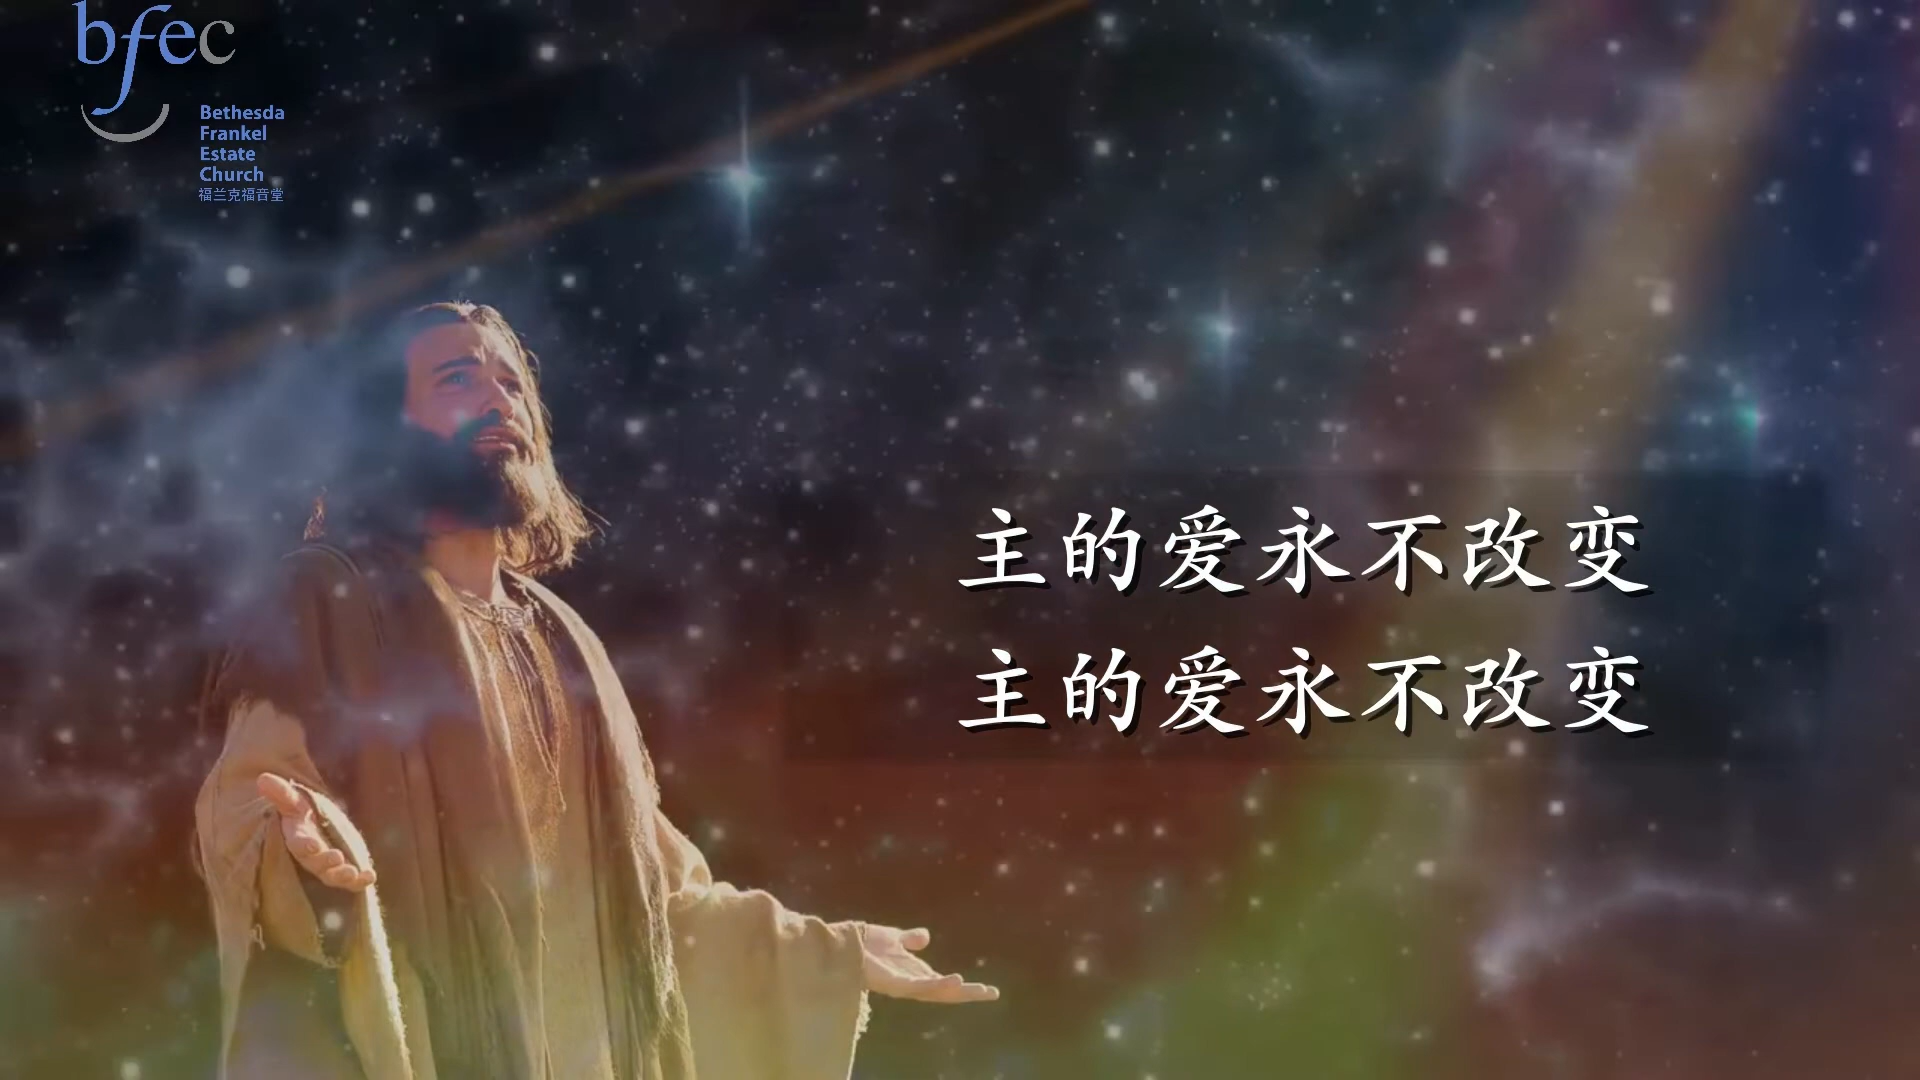 bfec
Bethesda
Frankel
Estate
Church
福兰克福音堂
主的爱永不改变
主的爱永不改变